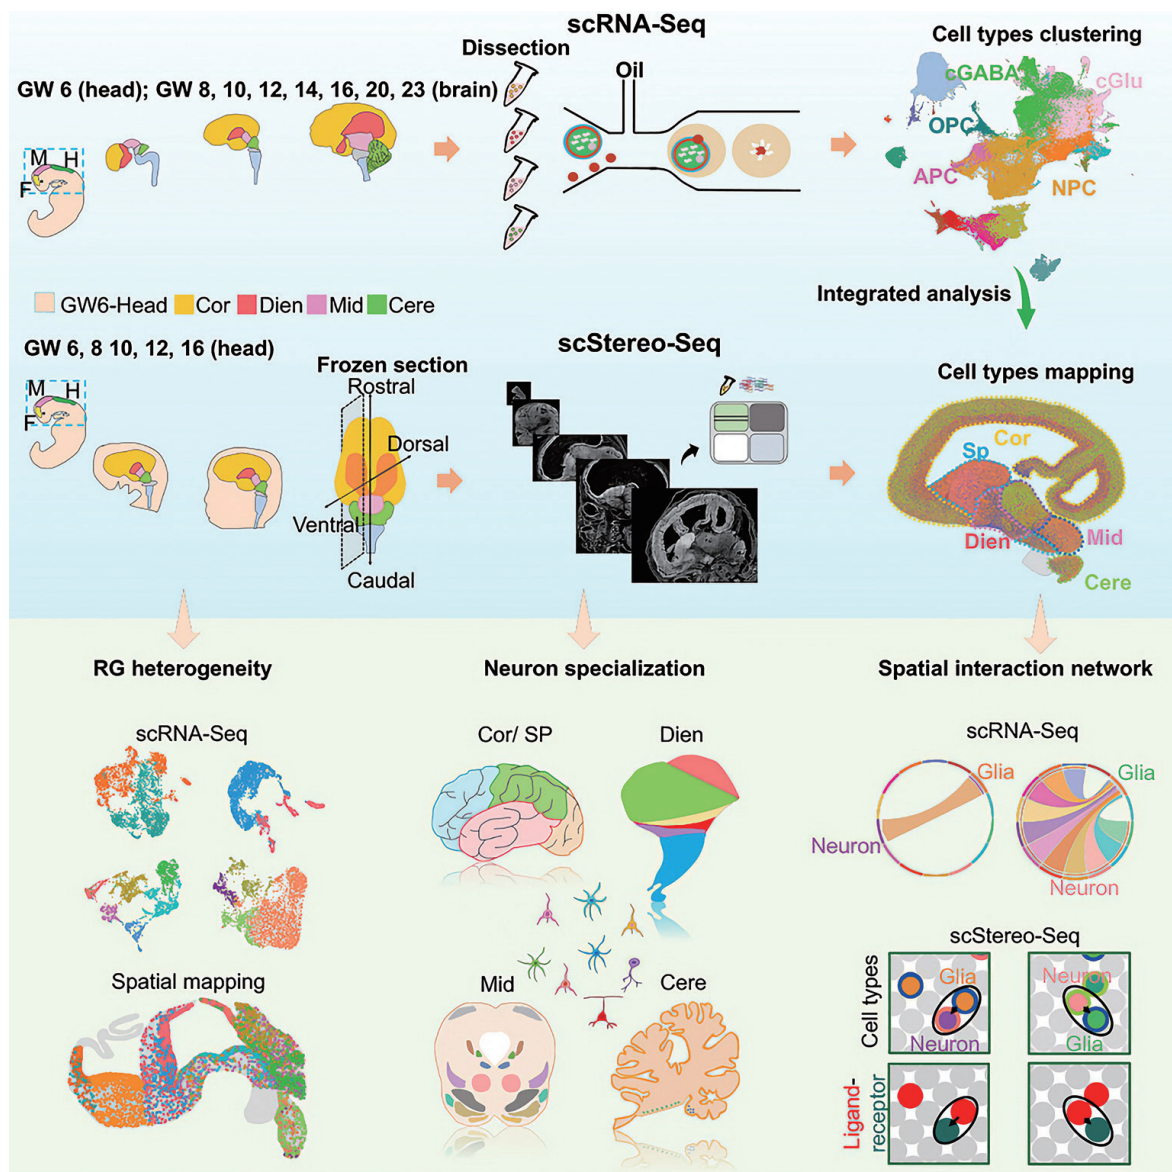 scRNA-Seq
Dissection
Cell types clustering
Oil
GW 6 (head); GW 8, 10, 12, 14, 16, 20, 23 (brain)
cGABA
cGlu
OPC
APC
NPC
M H
F
Integrated analysis
GW6-Head Cor Dien Mid Cere
GW 6, 8 10, 12, 16 (head)
scStereo-Seq
Frozen section
Rostral
Dorsal
Ventral
Caudal
M H
F
Cell types mapping
Cor
Sp
Dien
Mid
Cere
RG heterogeneity
Neuron specialization
Spatial interaction network
scRNA-Seq
Cor/ SP
Dien
scRNA-Seq
Glia
Glia
Neuron
Neuron
Spatial mapping
Mid
Cere
scStereo-Seq
Cell types
Glia
Neuron
Neuron
Glia
Ligand-
receptor